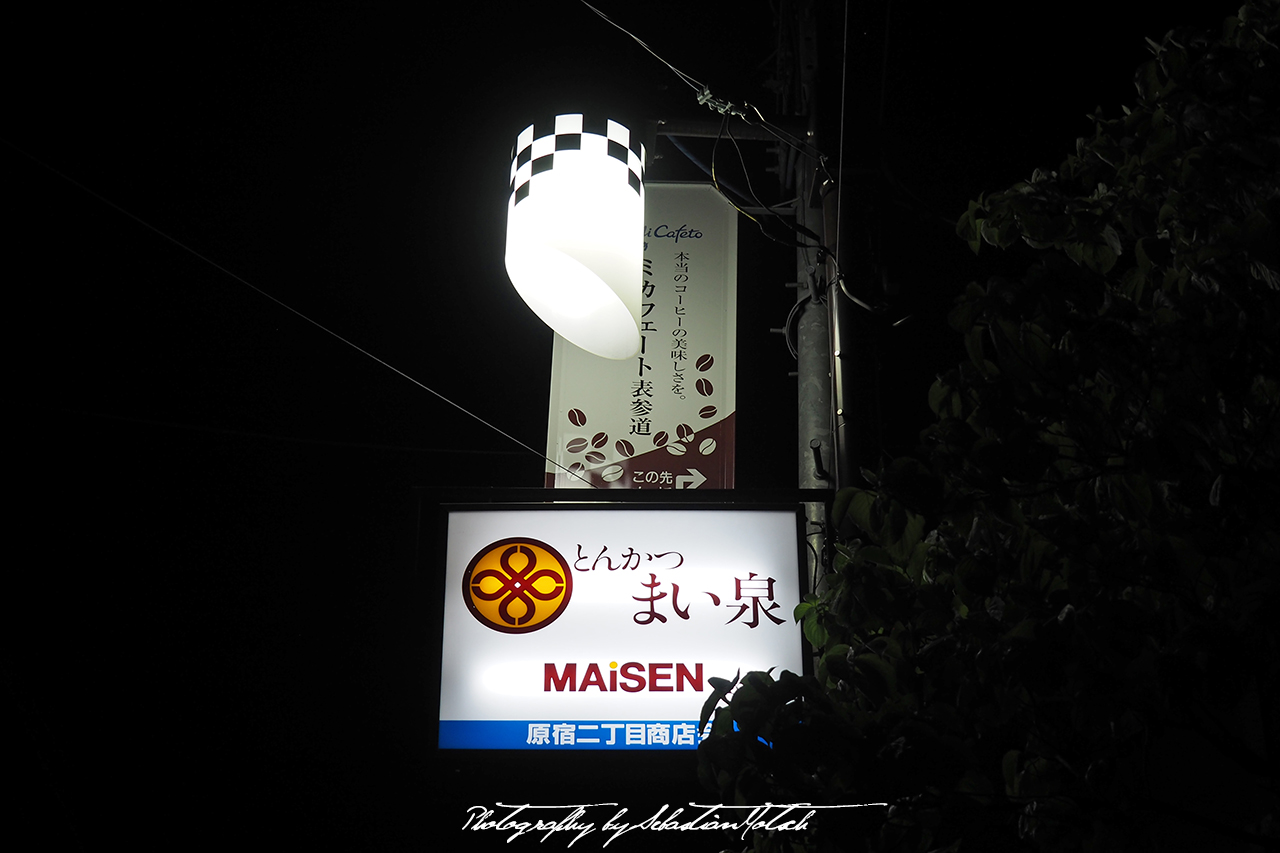 Cafeto
本当のコーヒーの美味しさを。
ミカフェート表参道
この先
とんかつ
まい泉
MAiSEN
原宿二丁目商店会
Photography by Sebastian Motsch